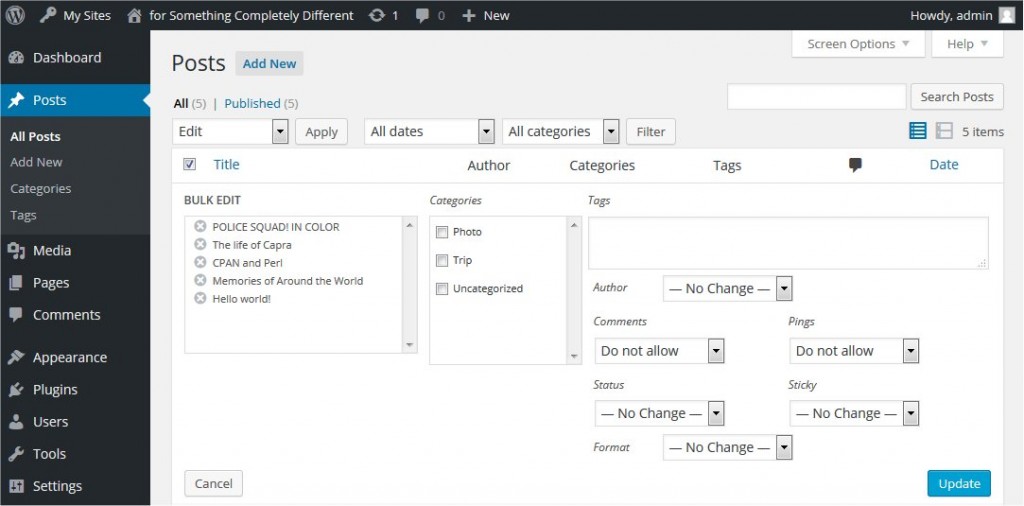 My Sites for Something Completely Different 1 0 New Howdy, admin
Screen Options Help
Dashboard
Posts
All Posts
Add New
Categories
Tags
Media
Pages
Comments
Appearance
Plugins
Users
Tools
Settings
Posts Add New
All (5) | Published (5)
Search Posts
Edit Apply All dates All categories Filter 5 items
Title Author Categories Tags Date
BULK EDIT
POLICE SQUAD! IN COLOR
The life of Capra
CPAN and Perl
Memories of Around the World
Hello world!
Categories
Photo
Trip
Uncategorized
Tags
Author — No Change —
Comments Pings
Do not allow Do not allow
Status Sticky
— No Change — — No Change —
Format — No Change —
Cancel Update